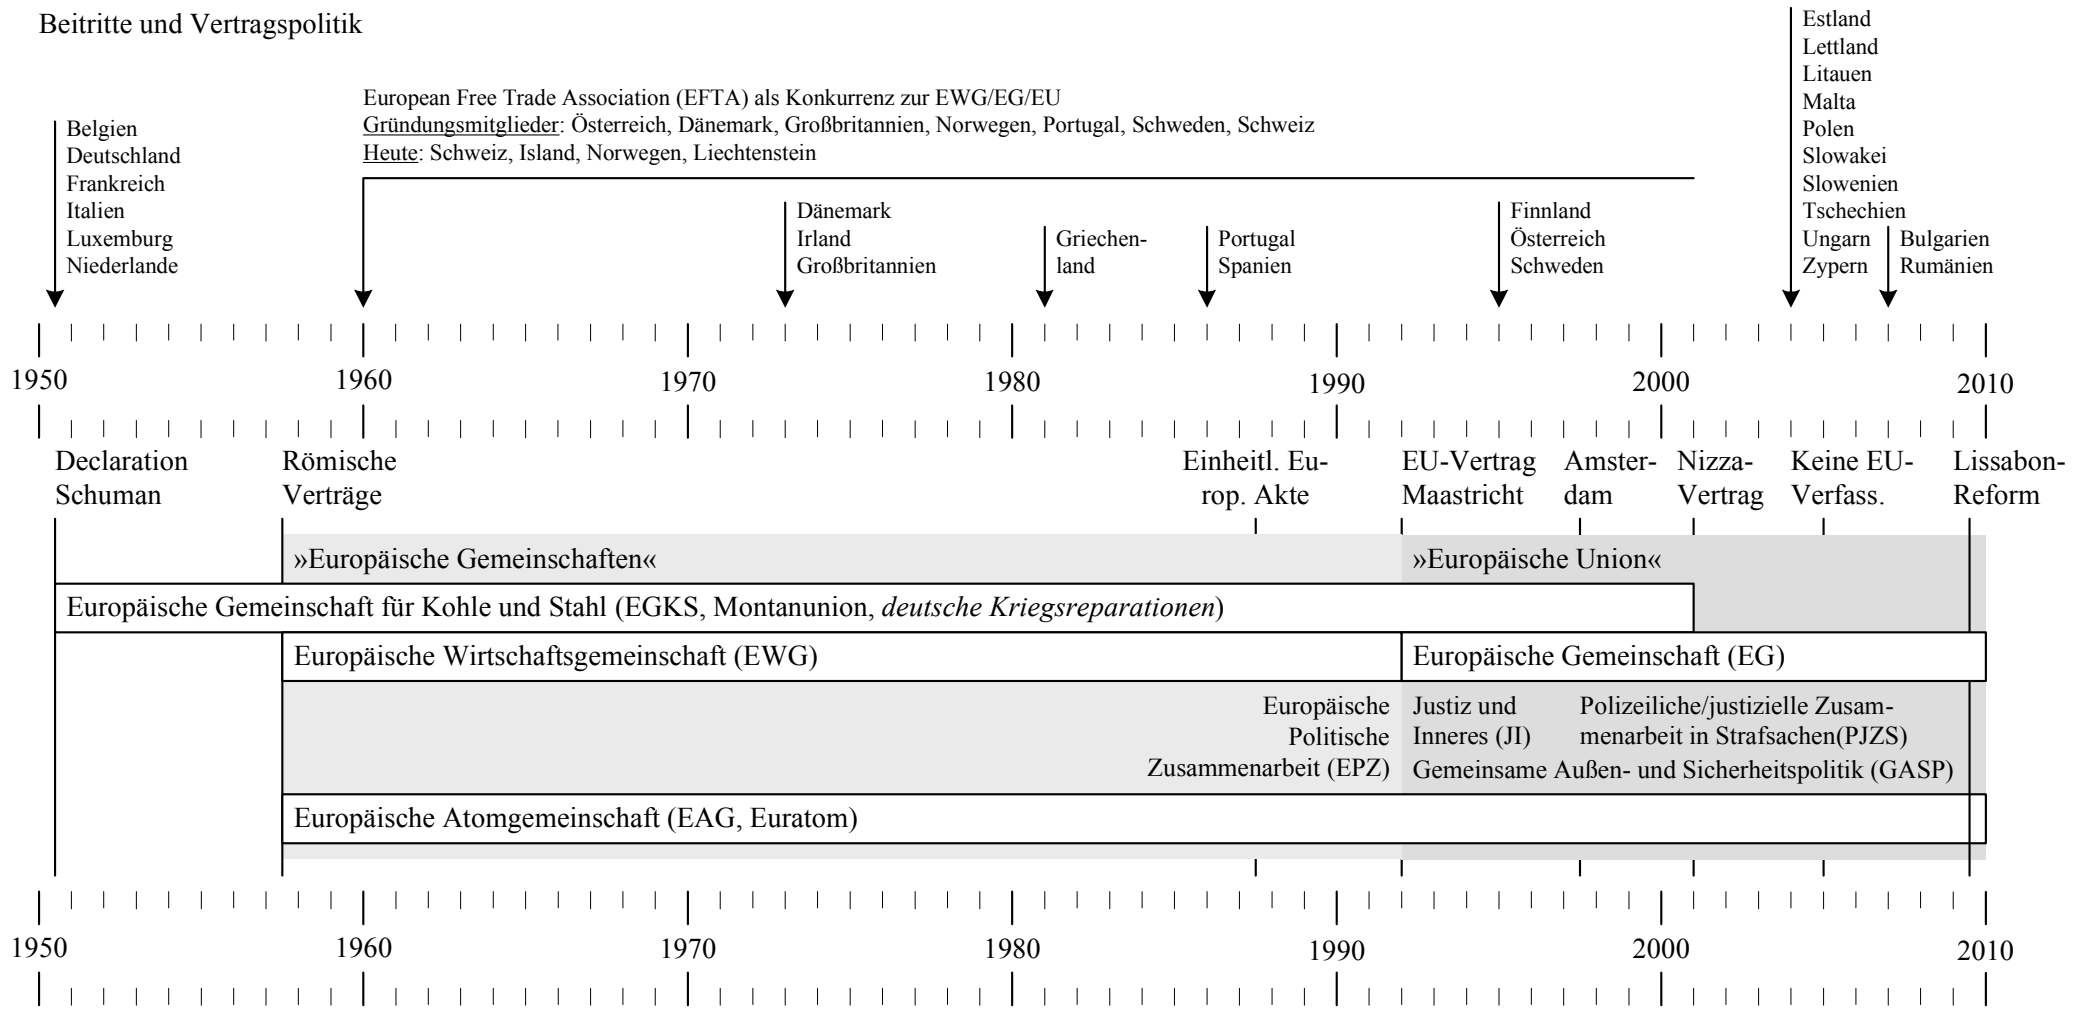 Beitritte und Vertragspolitik
European Free Trade Association (EFTA) als Konkurrenz zur EWG/EG/EU
Gründungsmitglieder: Österreich, Dänemark, Großbritannien, Norwegen, Portugal, Schweden, Schweiz
Heute: Schweiz, Island, Norwegen, Liechtenstein
Belgien
Deutschland
Frankreich
Italien
Luxemburg
Niederlande
Dänemark
Irland
Großbritannien
Griechen-
land
Portugal
Spanien
Finnland
Österreich
Schweden
Estland
Lettland
Litauen
Malta
Polen
Slowakei
Slowenien
Tschechien
Ungarn
Zypern
Bulgarien
Rumänien
1950 1960 1970 1980 1990 2000 2010
Declaration
Schuman
Römische
Verträge
Einheitl. Eu-
rop. Akte
EU-Vertrag
Maastricht
Amster-
dam
Nizza-
Vertrag
Keine EU-
Verfass.
Lissabon-
Reform
»Europäische Gemeinschaften«
»Europäische Union«
Europäische Gemeinschaft für Kohle und Stahl (EGKS, Montanunion, deutsche Kriegsreparationen)
Europäische Wirtschaftsgemeinschaft (EWG)
Europäische Gemeinschaft (EG)
Europäische
Politische
Zusammenarbeit (EPZ)
Justiz und
Inneres (JI)
Polizeiliche/justizielle Zusam-
menarbeit in Strafsachen(PJZS)
Gemeinsame Außen- und Sicherheitspolitik (GASP)
Europäische Atomgemeinschaft (EAG, Euratom)
1950 1960 1970 1980 1990 2000 2010